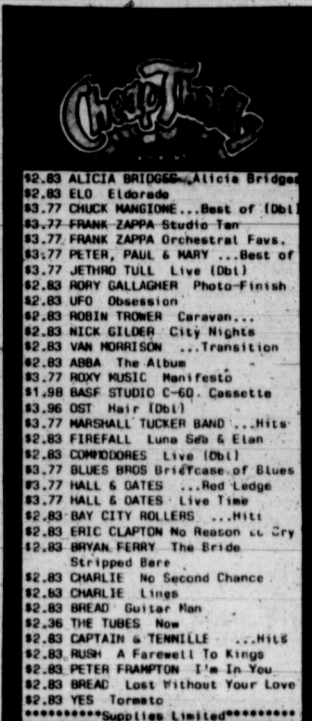 Cheap Thrills
$2.83 ALICIA BRIDGES...Alicia Bridges
$2.83 ELO Eldorado
$3.77 CHUCK MANGIONE...Best of (Dbl)
$3.77 FRANK ZAPPA Studio Tan
$3.77 FRANK ZAPPA Orchestral Favs.
$3.77 PETER, PAUL & MARY ...Best of
$3.77 JETHRO TULL Live (Dbl)
$2.83 RORY GALLAGHER Photo-Finish
$2.83 UFO Obsession
$2.83 ROBIN TROWER Caravan...
$2.83 NICK GILDER City Nights
$2.83 VAN MORRISON ...Transition
$2.83 ABBA The Album
$3.77 ROXY MUSIC Manifesto
$1.98 BASF STUDIO C-60 Cassette
$3.96 OST Hair (Dbl)
$3.77 MARSHALL TUCKER BAND ...Hits
$2.83 FIREFALL Luna Sea & Elan
$2.83 COMMODORES Live (Dbl)
$3.77 BLUES BROS Briefcase of Blues
$3.77 HALL & OATES ...Red Ledge
$3.77 HALL & OATES Live Time
$2.83 BAY CITY ROLLERS ...Hits
$2.83 ERIC CLAPTON No Reason to Cry
$2.83 BRYAN FERRY The Bride
Stripped Bare
$2.83 CHARLIE No Second Chance
$2.83 CHARLIE Lines
$2.83 BREAD Guitar Man
$2.36 THE TUBES Now
$2.83 CAPTAIN & TENNILLE ...Hits
$2.83 RUSH A Farewell To Kings
$2.83 PETER FRAMPTON I'm In You
$2.83 BREAD Lost Without Your Love
$2.83 YES Tormato
**********Supplies Limited**********